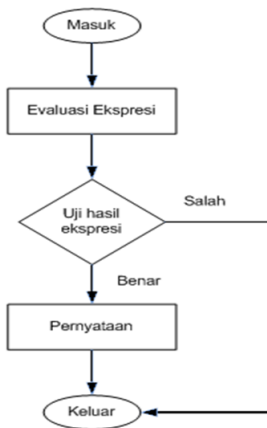 Masuk
Evaluasi Ekspresi
Uji hasil
ekspresi
Salah
Benar
Pernyataan
Keluar